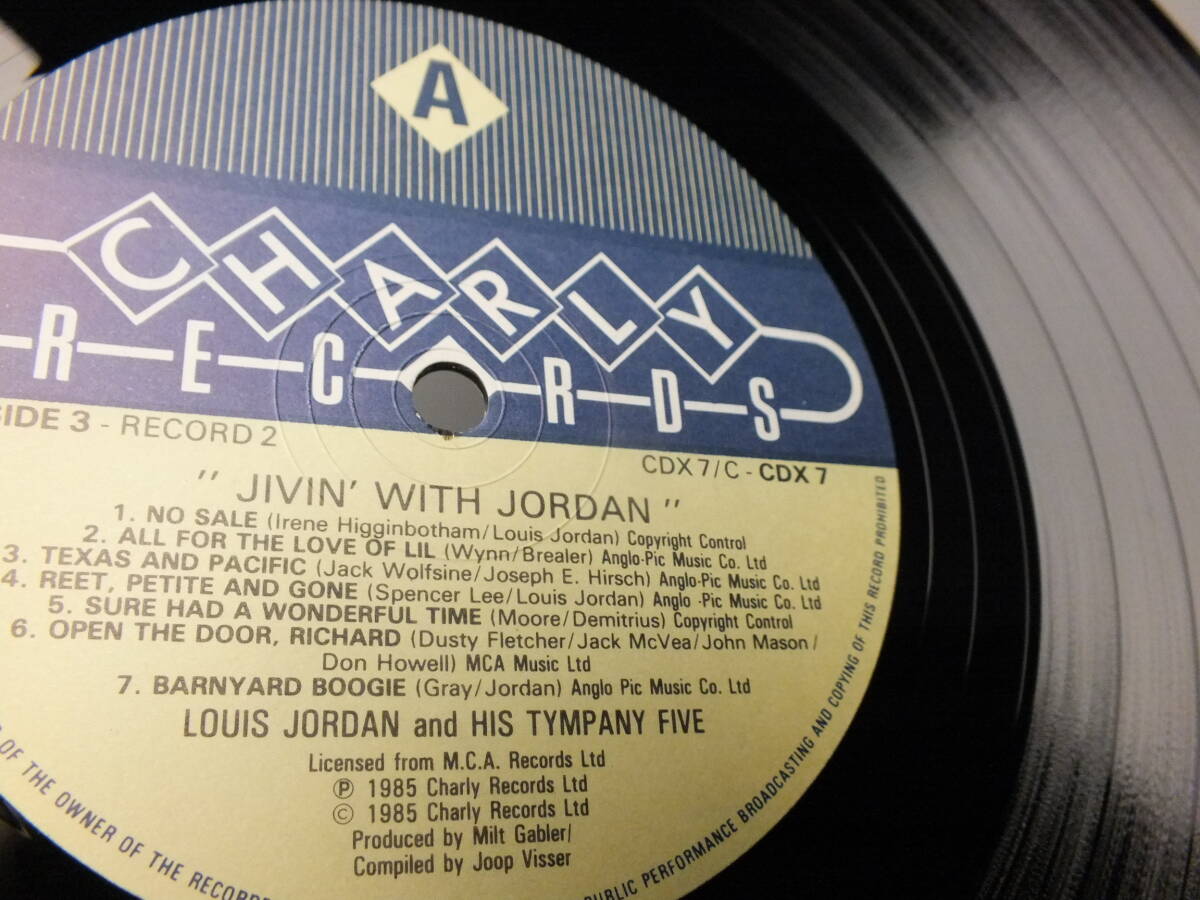 A
CHARLY
RECORDS
SIDE 3 - RECORD 2
CDX 7/C - CDX 7
" JIVIN' WITH JORDAN "
1. NO SALE (Irene Higginbotham/Louis Jordan) Copyright Control
2. ALL FOR THE LOVE OF LIL (Wynn/Brealer) Anglo-Pic Music Co. Ltd
3. TEXAS AND PACIFIC (Jack Wolfsine/Joseph E. Hirsch) Anglo-Pic Music Co. Ltd
4. REET, PETITE AND GONE (Spencer Lee/Louis Jordan) Anglo -Pic Music Co. Ltd
5. SURE HAD A WONDERFUL TIME (Moore/Demitrius) Copyright Control
6. OPEN THE DOOR, RICHARD (Dusty Fletcher/Jack McVea/John Mason/
Don Howell) MCA Music Ltd
7. BARNYARD BOOGIE (Gray/Jordan) Anglo Pic Music Co. Ltd
LOUIS JORDAN and HIS TYMPANY FIVE
Licensed from M.C.A. Records Ltd
℗ 1985 Charly Records Ltd
© 1985 Charly Records Ltd
Produced by Milt Gabler/
Compiled by Joop Visser
OF THE OWNER OF THE RECORDE
PUBLIC PERFORMANCE BROADCASTING AND COPYING OF THIS RECORD PROHIBITED